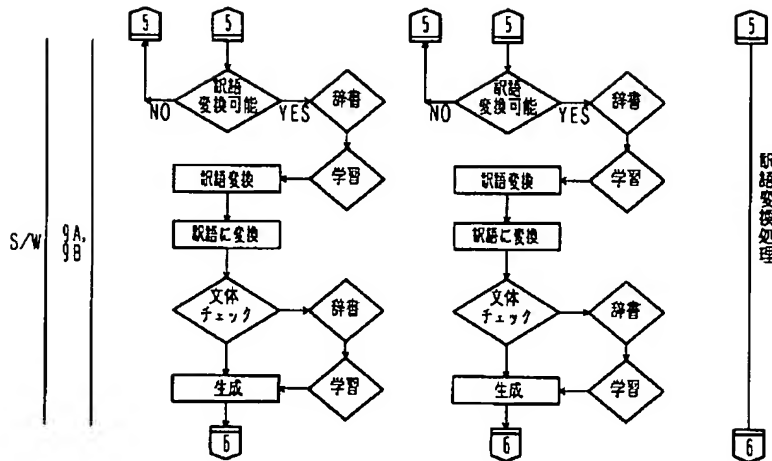 5 5 5 5 5
訳語
変換可能
NO YES
辞書
訳語
変換可能
NO YES
辞書
学習
学習
訳語変換
訳語変換
訳語変換処理
S/W
9A,
9B
訳語に変換
訳語に変換
文体
チェック
辞書
文体
チェック
辞書
生成
学習
生成
学習
6 6 6